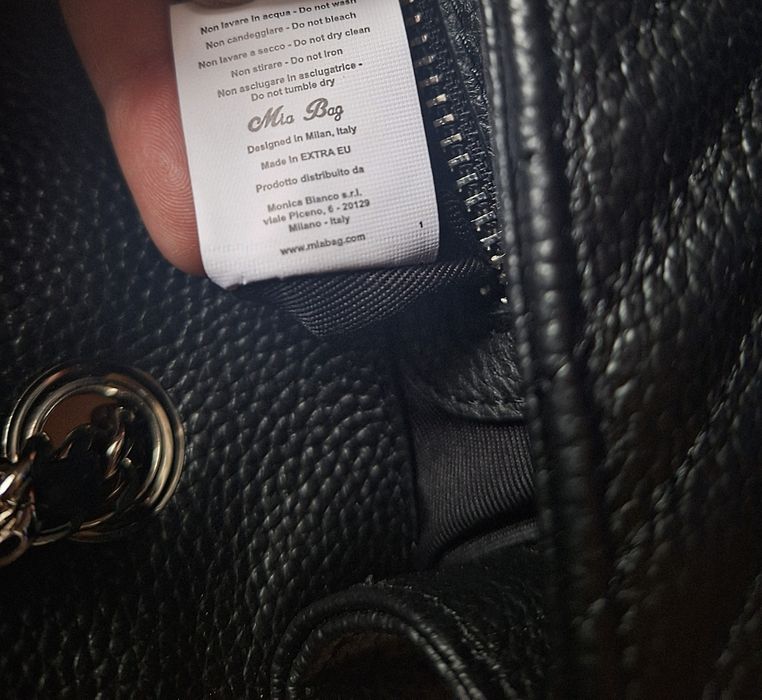 Non lavare in acqua - Do not wash
Non candeggiare - Do not bleach
Non lavare a secco - Do not dry clean
Non stirare - Do not iron
Non asciugare in asciugatrice -
Do not tumble dry
Mia Bag
Designed in Milan, Italy
Made in EXTRA EU
Prodotto distribuito da
Monica Bianco s.r.l.
viale Piceno, 6 - 20129
Milano - Italy
1
www.miabag.com